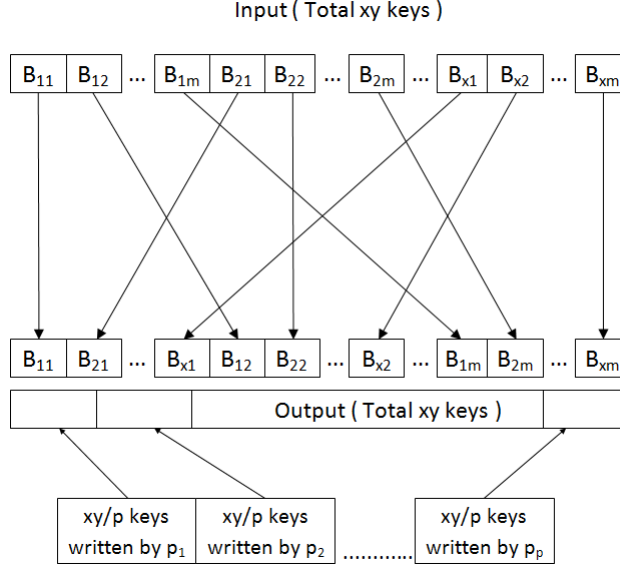 Input ( Total xy keys )
B₁₁ B₁₂ ... B₁ₘ B₂₁ B₂₂ ... B₂ₘ ... Bₓ₁ Bₓ₂ ... Bₓₘ
B₁₁ B₂₁ ... Bₓ₁ B₁₂ B₂₂ ... Bₓ₂ ... B₁ₘ B₂ₘ ... Bₓₘ
Output ( Total xy keys )
xy/p keys xy/p keys xy/p keys
written by p₁ written by p₂ ............ written by pₚ